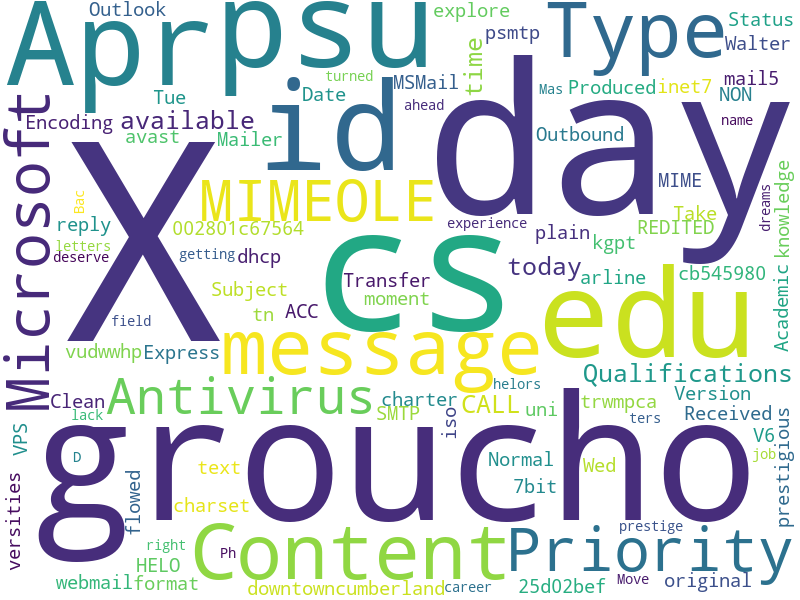 Outlook
Apr
psu
explore
Type
Status
psmtp
Walter
time
turned
MSMail
id
day
Tue
Date
Mas
Produced
inet7
mail5
NON
ahead
name
Microsoft
Encoding
available
avast
Mailer
Outbound
X
MIMEOLE
MIME
Bac
reply
002801c67564
cs
experience
plain
Take
REDITED
dreams
knowledge
letters
deserve
getting
dhcp
kgpt
today
Transfer
moment
arline
cb545980
Subject
tn
ACC
field
edu
Academic
vudwwhp
Express
message
Qualifications
Clean
lack
Antivirus
charter
SMTP
helors
CALL
uni
trwmpca
Version
Received
ters
iso
V6
VPS
D
groucho
text
Normal
Wed
job
prestigious
versities
flowed
charset
7bit
prestige
right
HELO
Ph
Content
Priority
webmail
format
downtowncumberland
career
25d02bef
Move
original